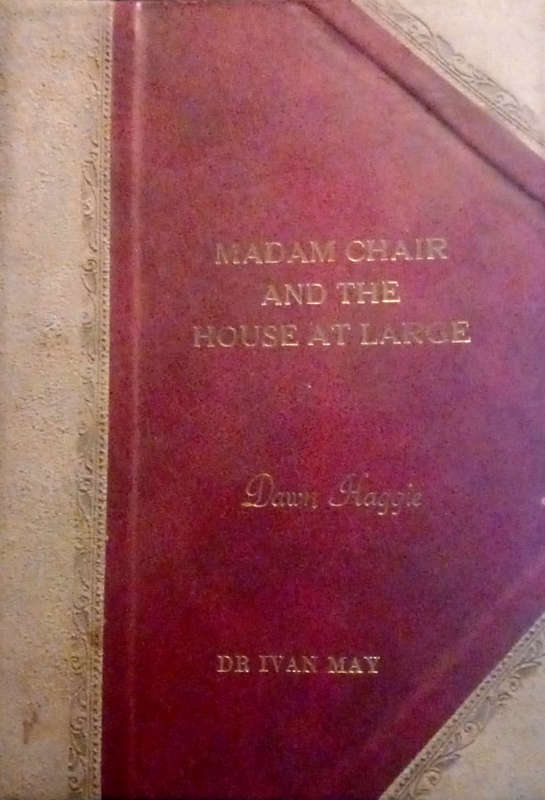 MADAM CHAIR
AND THE
HOUSE AT LARGE
Dawn Haggie
DR IVAN MAY